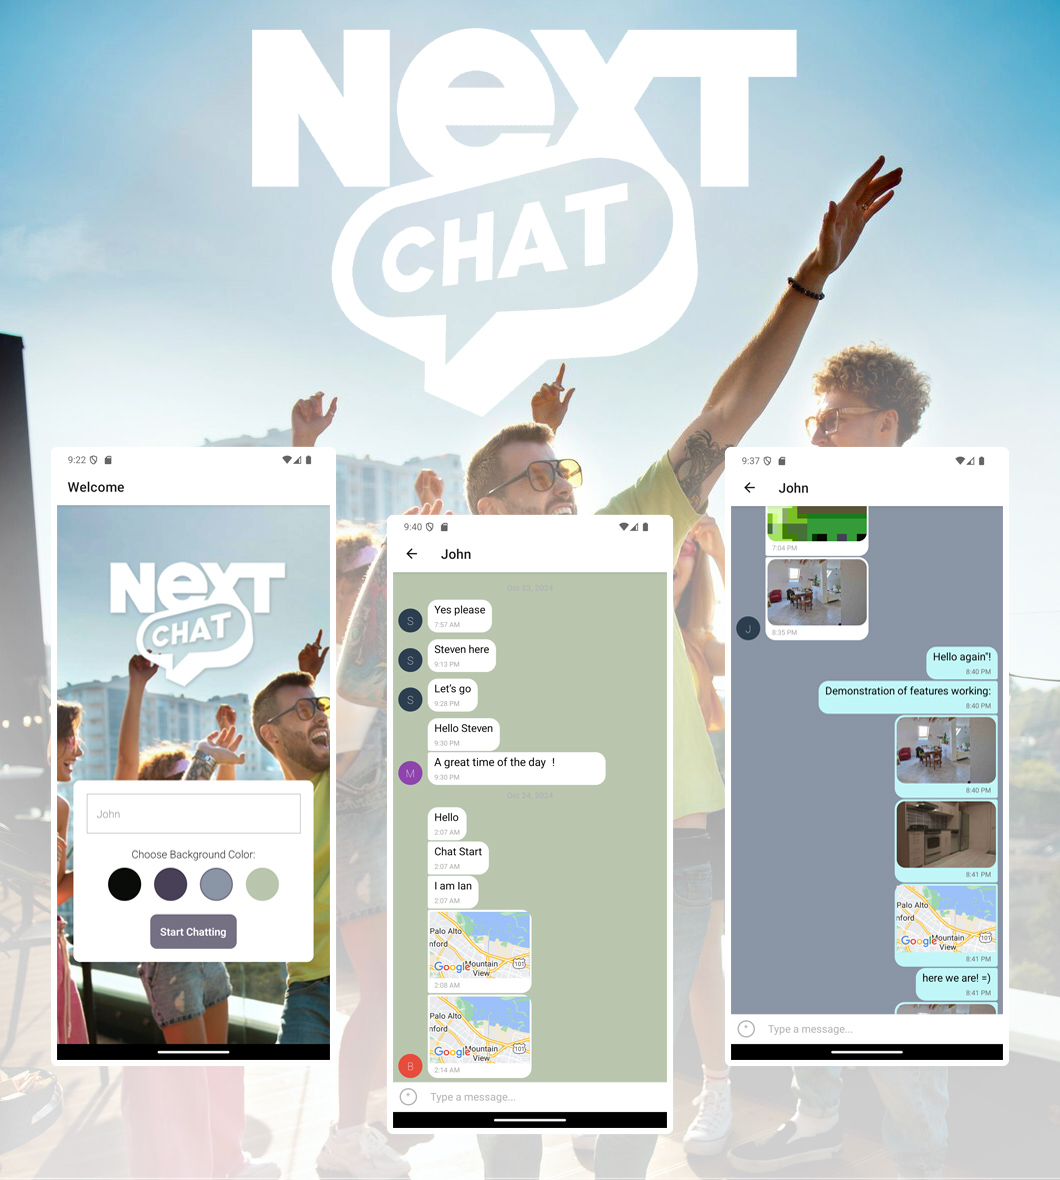 NeXT
CHAT
9:22
Welcome
NeXT
CHAT
John
Choose Background Color:
Start Chatting
9:40
John
Oct 23, 2024
S
Yes please
7:57 AM
S
Steven here
9:13 PM
S
Let's go
9:28 PM
Hello Steven
9:30 PM
M
A great time of the day !
9:30 PM
Oct 24, 2024
Hello
2:07 AM
Chat Start
2:07 AM
I am Ian
2:07 AM
Palo Alto
nford
Google
Mountain
View
101
2:08 AM
Palo Alto
nford
Google
Mountain
View
101
B
2:14 AM
Type a message...
9:37
John
7:04 PM
J
8:35 PM
Hello again"!
8:40 PM
Demonstration of features working:
8:40 PM
8:40 PM
8:41 PM
Palo Alto
nford
Google
Mountain
View
101
8:41 PM
here we are! =)
8:41 PM
Type a message...